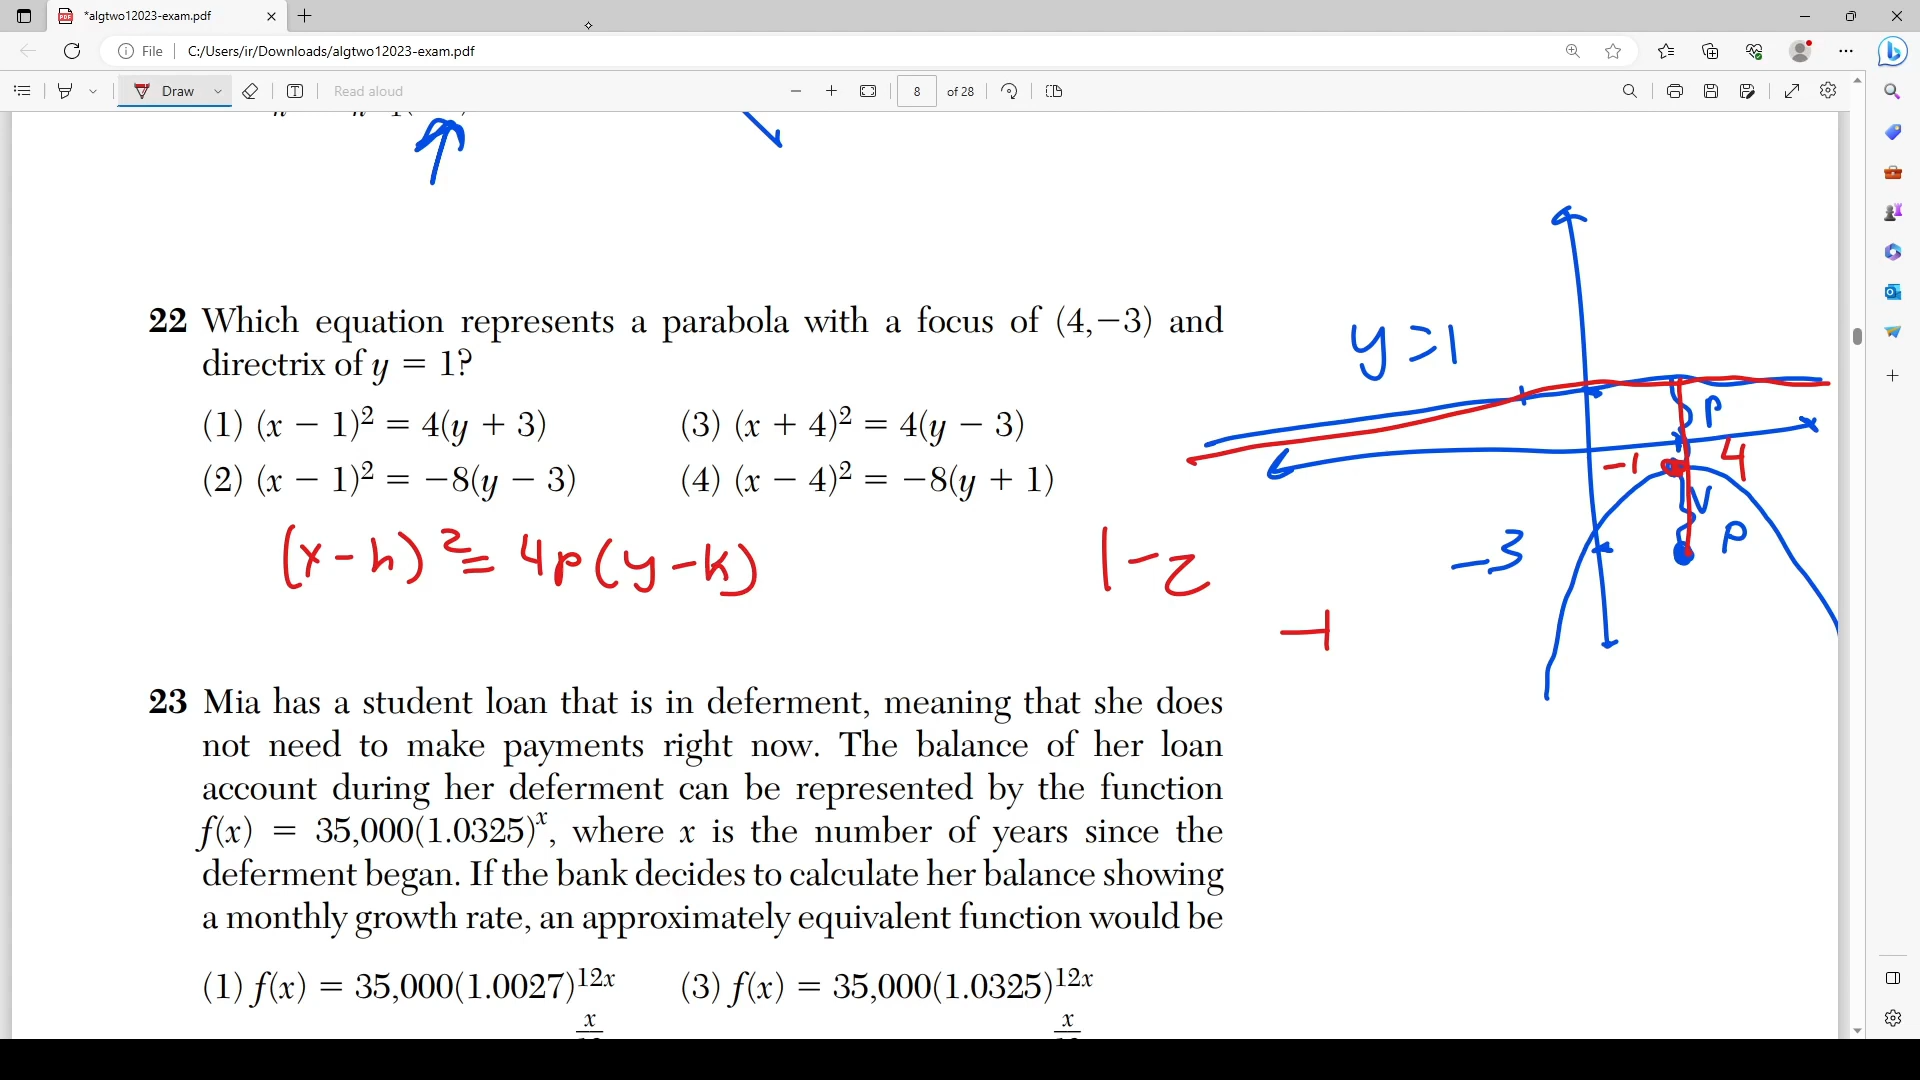 *algtwo12023-exam.pdf
File C:/Users/ir/Downloads/algtwo12023-exam.pdf
Draw Read aloud 8 of 28
22 Which equation represents a parabola with a focus of (4,−3) and
directrix of y = 1?
(1) (x − 1)² = 4(y + 3) (3) (x + 4)² = 4(y − 3)
(2) (x − 1)² = −8(y − 3) (4) (x − 4)² = −8(y + 1)
(x-h)² = 4p(y-k)
1-2
-1
y=1
P
-1 4
V
-3 P
23 Mia has a student loan that is in deferment, meaning that she does
not need to make payments right now. The balance of her loan
account during her deferment can be represented by the function
f(x) = 35,000(1.0325)ˣ, where x is the number of years since the
deferment began. If the bank decides to calculate her balance showing
a monthly growth rate, an approximately equivalent function would be
(1) f(x) = 35,000(1.0027)¹²ˣ (3) f(x) = 35,000(1.0325)¹²ˣ
x x